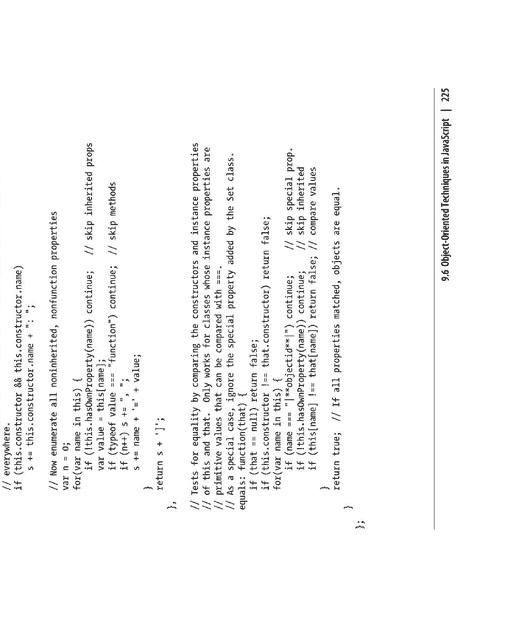 // everywhere.
if (this.constructor && this.constructor.name)
s += this.constructor.name + ": ";
// Now enumerate all noninherited, nonfunction properties
var n = 0;
for(var name in this) {
if (!this.hasOwnProperty(name)) continue; // skip inherited props
var value = this[name];
if (typeof value === "function") continue; // skip methods
if (n++) s += ", ";
s += name + '=' + value;
}
return s + ']';
},
// Tests for equality by comparing the constructors and instance properties
// of this and that. Only works for classes whose instance properties are
// primitive values that can be compared with ===.
// As a special case, ignore the special property added by the Set class.
equals: function(that) {
if (that == null) return false;
if (this.constructor !== that.constructor) return false;
for(var name in this) {
if (name === "|**objectid**|") continue; // skip special prop.
if (!this.hasOwnProperty(name)) continue; // skip inherited
if (this[name] !== that[name]) return false; // compare values
}
return true; // If all properties matched, objects are equal.
}
};
9.6 Object-Oriented Techniques in JavaScript | 225